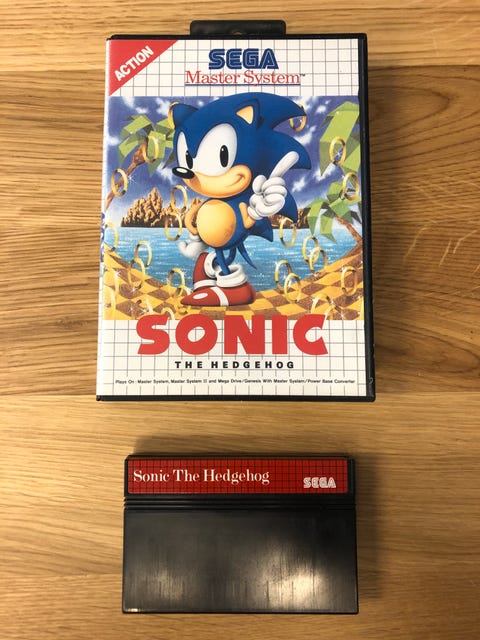 ACTION
SEGA
Master System™
SONIC
THE HEDGEHOG
Plays On : Master System, Master System II and Mega Drive/Genesis With Master System/Power Base Converter
Sonic The Hedgehog
SEGA